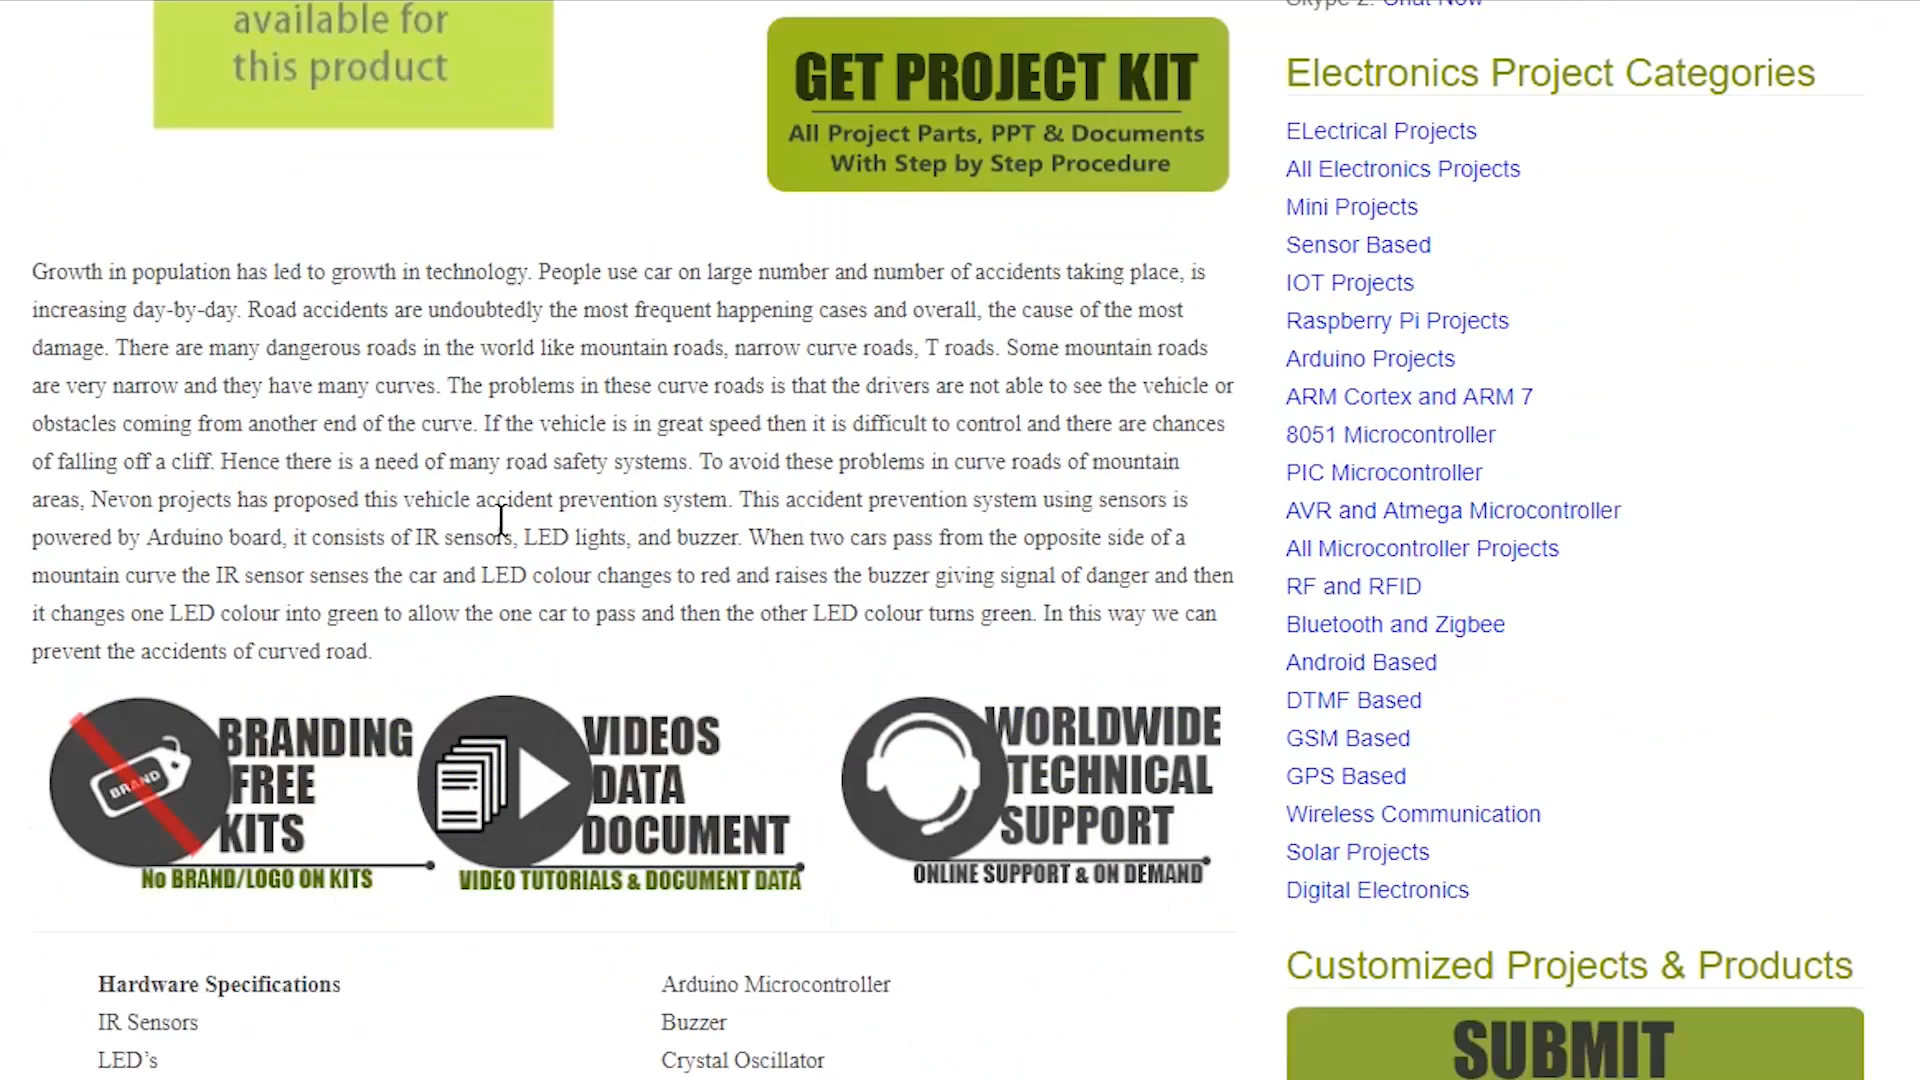 available for
this product
GET PROJECT KIT
All Project Parts, PPT & Documents
With Step by Step Procedure
Growth in population has led to growth in technology. People use car on large number and number of accidents taking place, is
increasing day-by-day. Road accidents are undoubtedly the most frequent happening cases and overall, the cause of the most
damage. There are many dangerous roads in the world like mountain roads, narrow curve roads, T roads. Some mountain roads
are very narrow and they have many curves. The problems in these curve roads is that the drivers are not able to see the vehicle or
obstacles coming from another end of the curve. If the vehicle is in great speed then it is difficult to control and there are chances
of falling off a cliff. Hence there is a need of many road safety systems. To avoid these problems in curve roads of mountain
areas, Nevon projects has proposed this vehicle accident prevention system. This accident prevention system using sensors is
powered by Arduino board, it consists of IR sensors, LED lights, and buzzer. When two cars pass from the opposite side of a
mountain curve the IR sensor senses the car and LED colour changes to red and raises the buzzer giving signal of danger and then
it changes one LED colour into green to allow the one car to pass and then the other LED colour turns green. In this way we can
prevent the accidents of curved road.
BRAND
BRANDING
FREE
KITS
No BRAND/LOGO ON KITS
VIDEOS
DATA
DOCUMENT
VIDEO TUTORIALS & DOCUMENT DATA
WORLDWIDE
TECHNICAL
SUPPORT
ONLINE SUPPORT & ON DEMAND
Hardware Specifications
IR Sensors
LED’s
Arduino Microcontroller
Buzzer
Crystal Oscillator
Skype 2: Chat Now
Electronics Project Categories
ELectrical Projects
All Electronics Projects
Mini Projects
Sensor Based
IOT Projects
Raspberry Pi Projects
Arduino Projects
ARM Cortex and ARM 7
8051 Microcontroller
PIC Microcontroller
AVR and Atmega Microcontroller
All Microcontroller Projects
RF and RFID
Bluetooth and Zigbee
Android Based
DTMF Based
GSM Based
GPS Based
Wireless Communication
Solar Projects
Digital Electronics
Customized Projects & Products
SUBMIT